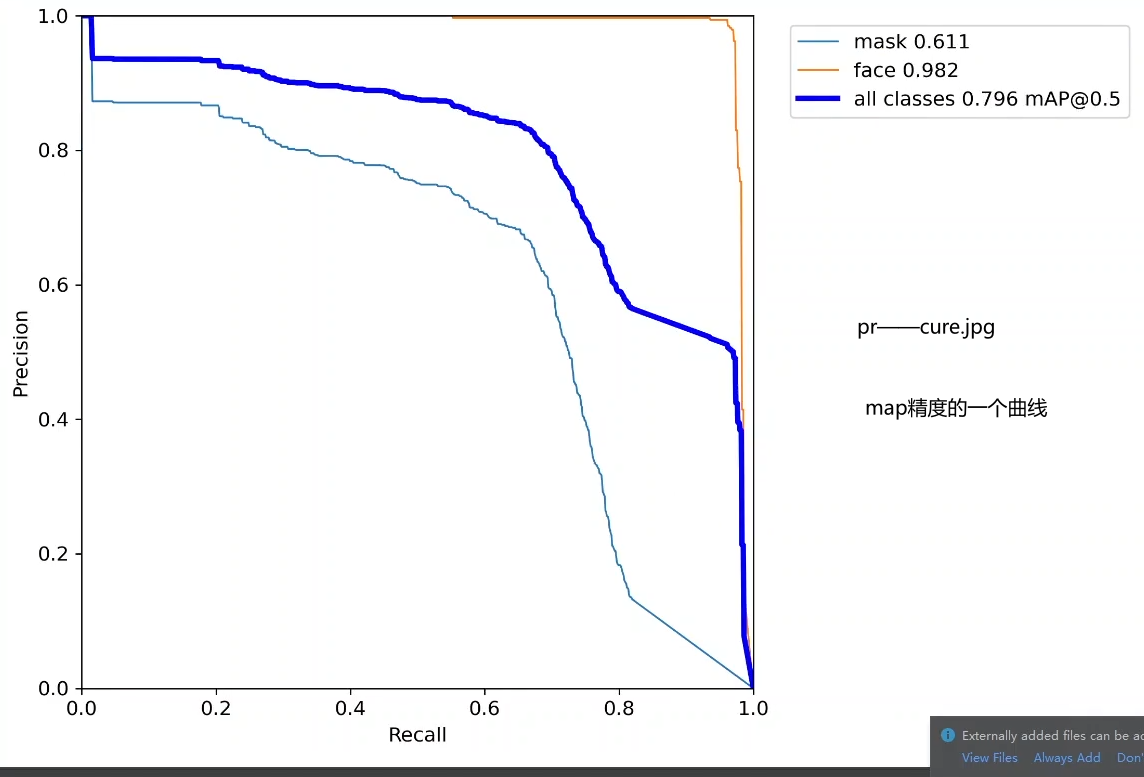 1.0
0.8
0.6
0.4
0.2
0.0
Precision
0.0 0.2 0.4 0.6 0.8 1.0
Recall
mask 0.611
face 0.982
all classes 0.796 mAP@0.5
pr——cure.jpg
map精度的一个曲线
Externally added files can be
View Files Always Add Don'